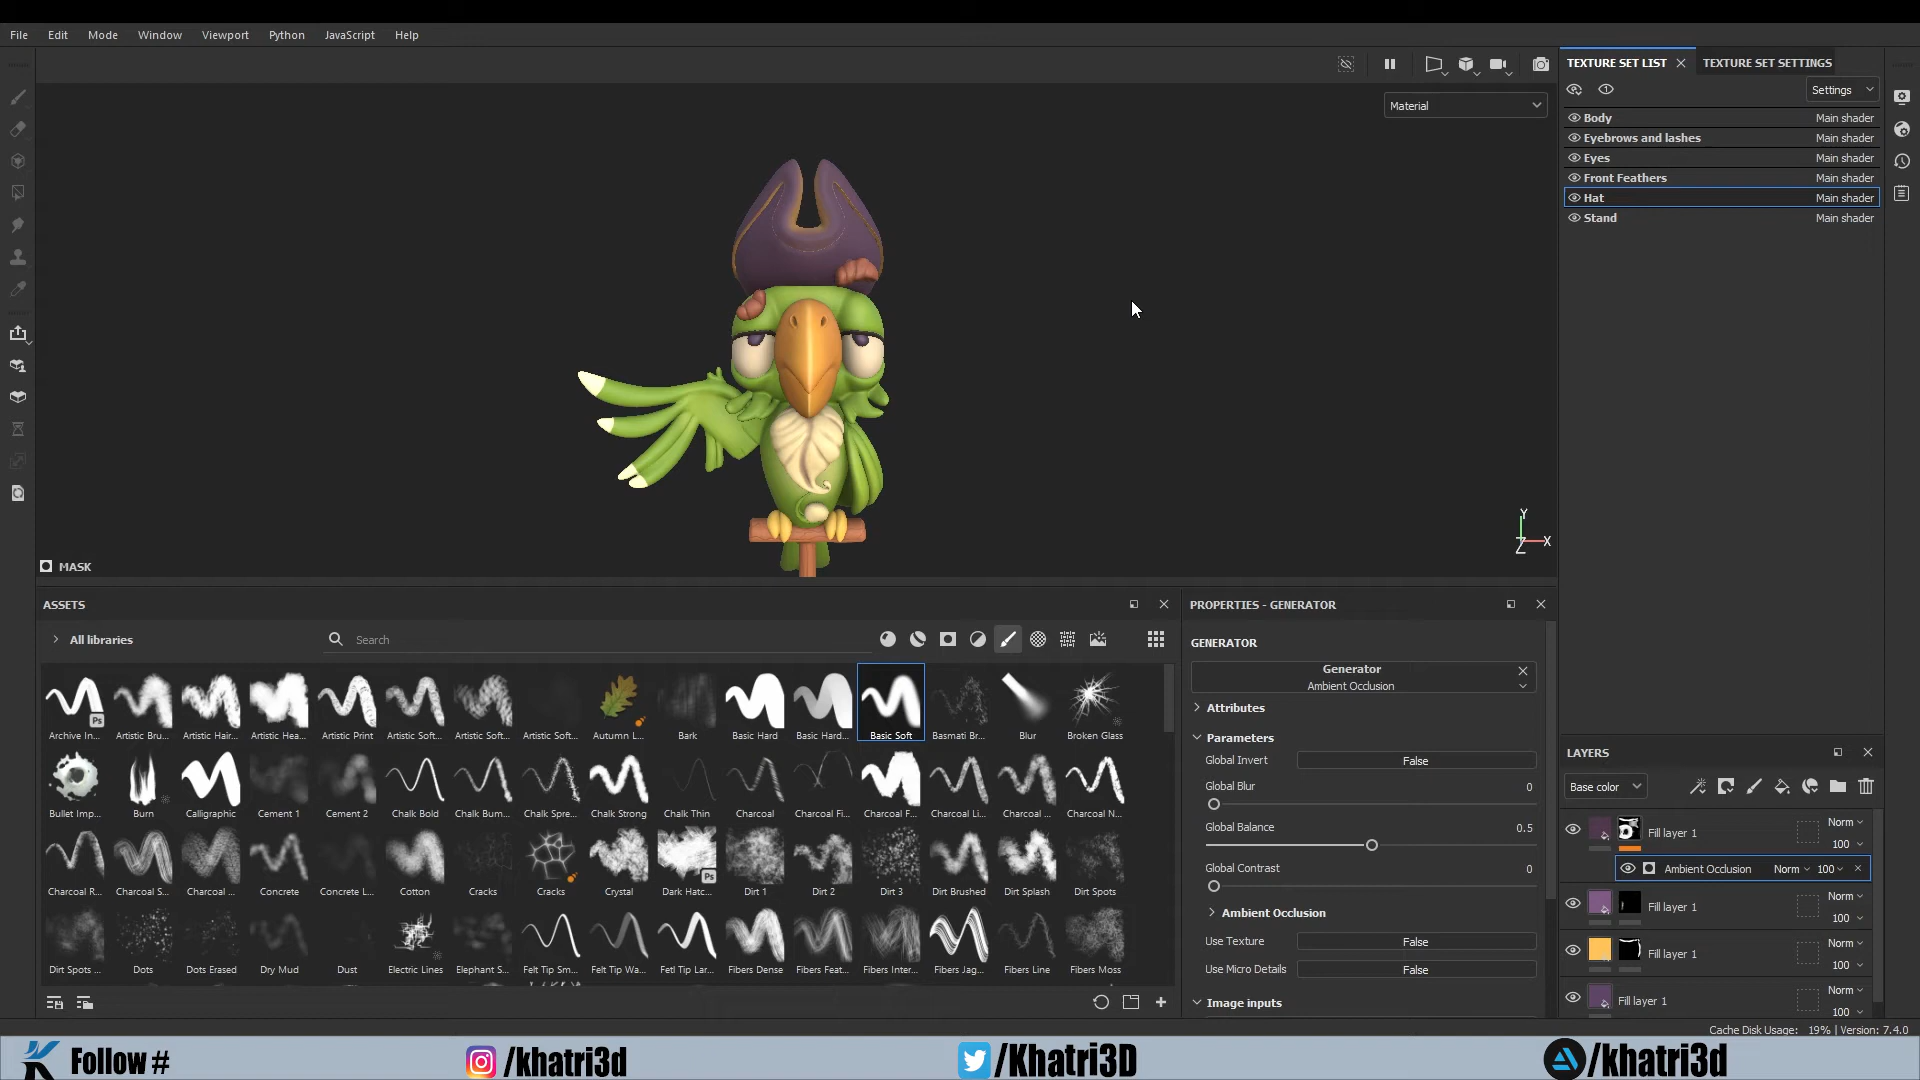 File Edit Mode Window Viewport Python JavaScript Help
TEXTURE SET LIST TEXTURE SET SETTINGS
Settings
Material
Body Main shader
Eyebrows and lashes Main shader
Eyes Main shader
Front Feathers Main shader
Hat Main shader
Stand Main shader
Y
X
Z
MASK
ASSETS
All libraries
Search
Archive In...
Artistic Bru...
Artistic Hair...
Artistic Hea...
Artistic Print
Artistic Soft...
Artistic Soft...
Artistic Soft...
Autumn L...
Bark
Basic Hard
Basic Hard...
Basic Soft
Basmati Br...
Blur
Broken Glass
Ps
Bullet Imp...
Burn
Calligraphic
Cement 1
Cement 2
Chalk Bold
Chalk Bum...
Chalk Spre...
Chalk Strong
Chalk Thin
Charcoal
Charcoal Fi...
Charcoal F...
Charcoal Li...
Charcoal M...
Charcoal N...
Charcoal R...
Charcoal S...
Charcoal ...
Concrete
Concrete L...
Cotton
Cracks
Cracks
Crystal
Dark Hatc...
Dirt 1
Dirt 2
Dirt 3
Dirt Brushed
Dirt Splash
Dirt Spots
Ps
Dirt Spots ...
Dots
Dots Erased
Dry Mud
Dust
Electric Lines
Elephant S...
Felt Tip Sm...
Felt Tip Wa...
Fetl Tip Lar...
Fibers Dense
Fibers Feat...
Fibers Inter...
Fibers Jag...
Fibers Line
Fibers Moss
PROPERTIES - GENERATOR
GENERATOR
Generator
Ambient Occlusion
Attributes
Parameters
Global Invert False
Global Blur 0
Global Balance 0.5
Global Contrast 0
Ambient Occlusion
Use Texture False
Use Micro Details False
Image inputs
LAYERS
Base color
Fill layer 1 Norm 100
Ambient Occlusion Norm 100
Fill layer 1 Norm 100
Fill layer 1 Norm 100
Fill layer 1 Norm 100
Cache Disk Usage: 19% | Version: 7.4.0
Follow # /khatri3d /Khatri3D /khatri3d